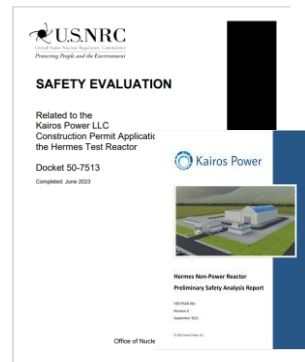 U.S.NRC
United States Nuclear Regulatory Commission
Protecting People and the Environment
SAFETY EVALUATION
Related to the
Kairos Power LLC
Construction Permit Applicatic
the Hermes Test Reactor
Docket 50-7513
Completed: June 2023
Office of Nucle
Kairos Power
Hermes Non-Power Reactor
Preliminary Safety Analysis Report
Revision 3
September 2022